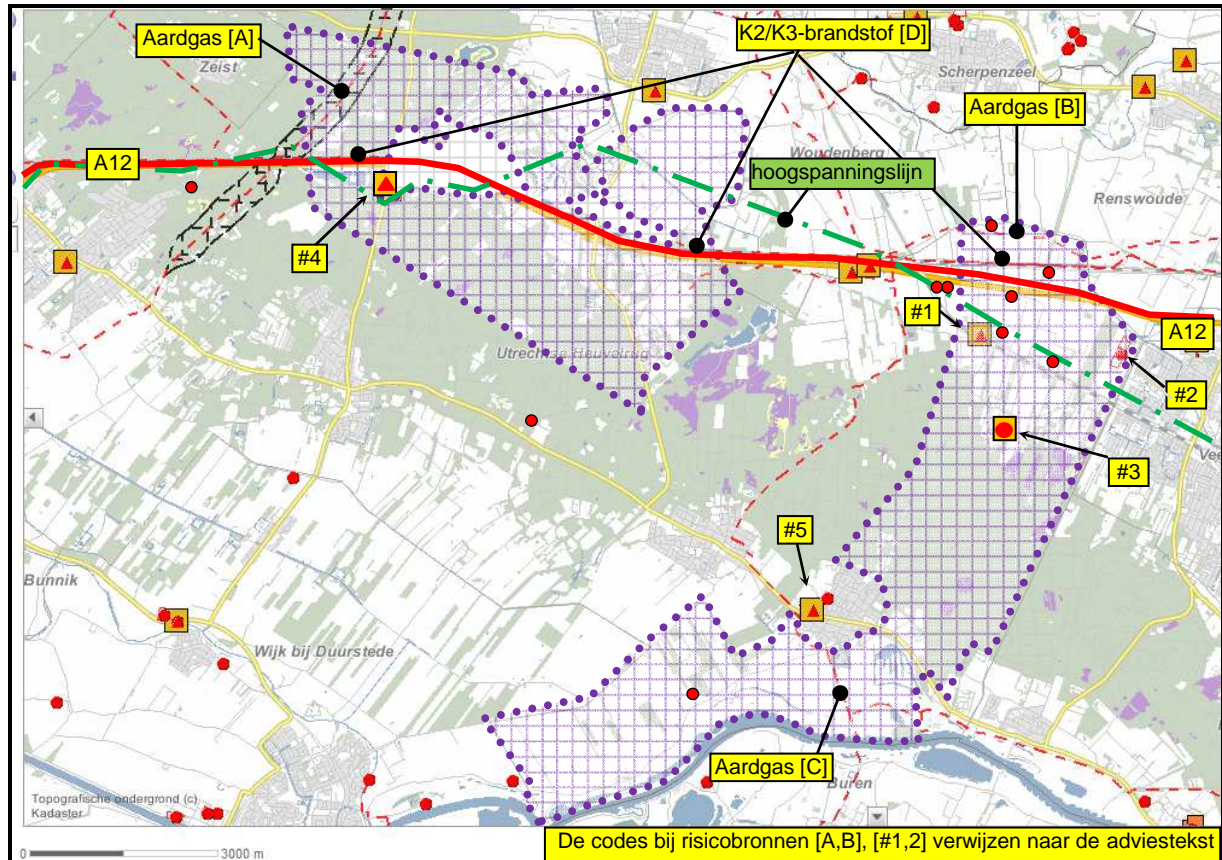 Aardgas [A]
K2/K3-brandstof [D]
Zeist
Scherpenzeel
Aardgas [B]
Woudenberg
A12
hoogspanningslijn
Renswoude
#4
#1
A12
Utrechtse Heuvelrug
#2
Vee
#3
#5
Bunnik
Wijk bij Duurstede
Aardgas [C]
Buren
Topografische ondergrond (c)
Kadaster
De codes bij risicobronnen [A,B], [#1,2] verwijzen naar de adviestekst
0 3000 m